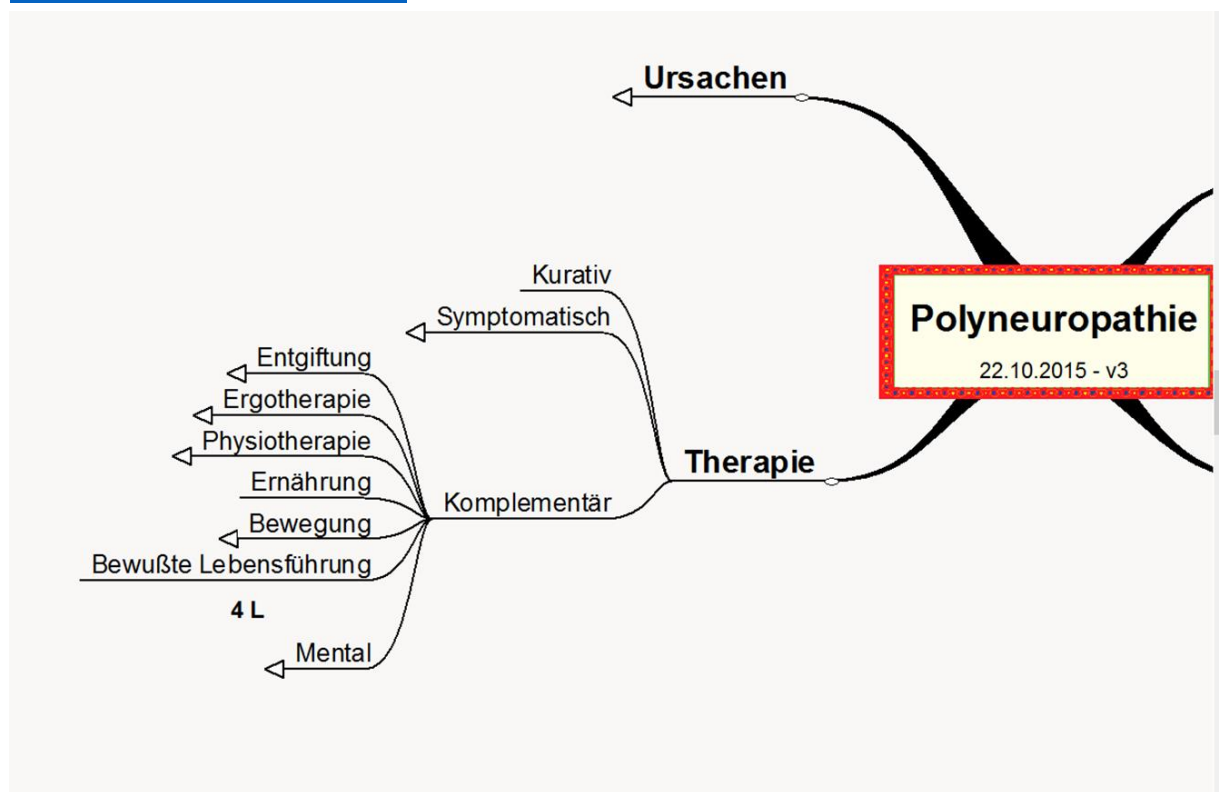 Ursachen
Polyneuropathie
22.10.2015 - v3
Therapie
Kurativ
Symptomatisch
Komplementär
Entgiftung
Ergotherapie
Physiotherapie
Ernährung
Bewegung
Bewußte Lebensführung
4 L
Mental